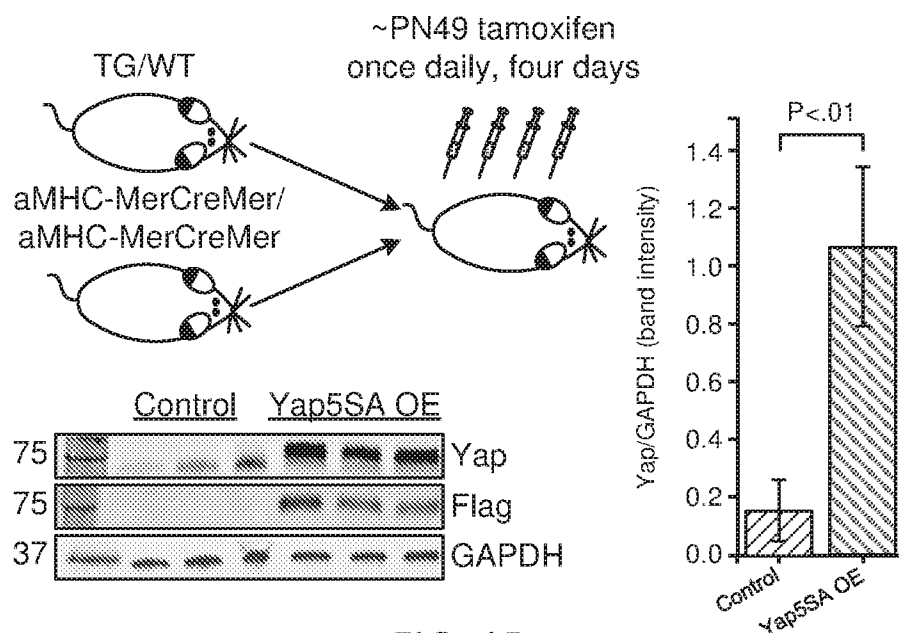 ~PN49 tamoxifen
once daily, four days
TG/WT
aMHC-MerCreMer/
aMHC-MerCreMer
Control Yap5SA OE
75 Yap
75 Flag
37 GAPDH
P<.01
Yap/GAPDH (band intensity)
1.4
1.2
1.0
0.8
0.6
0.4
0.2
0.0
Control
Yap5SA OE